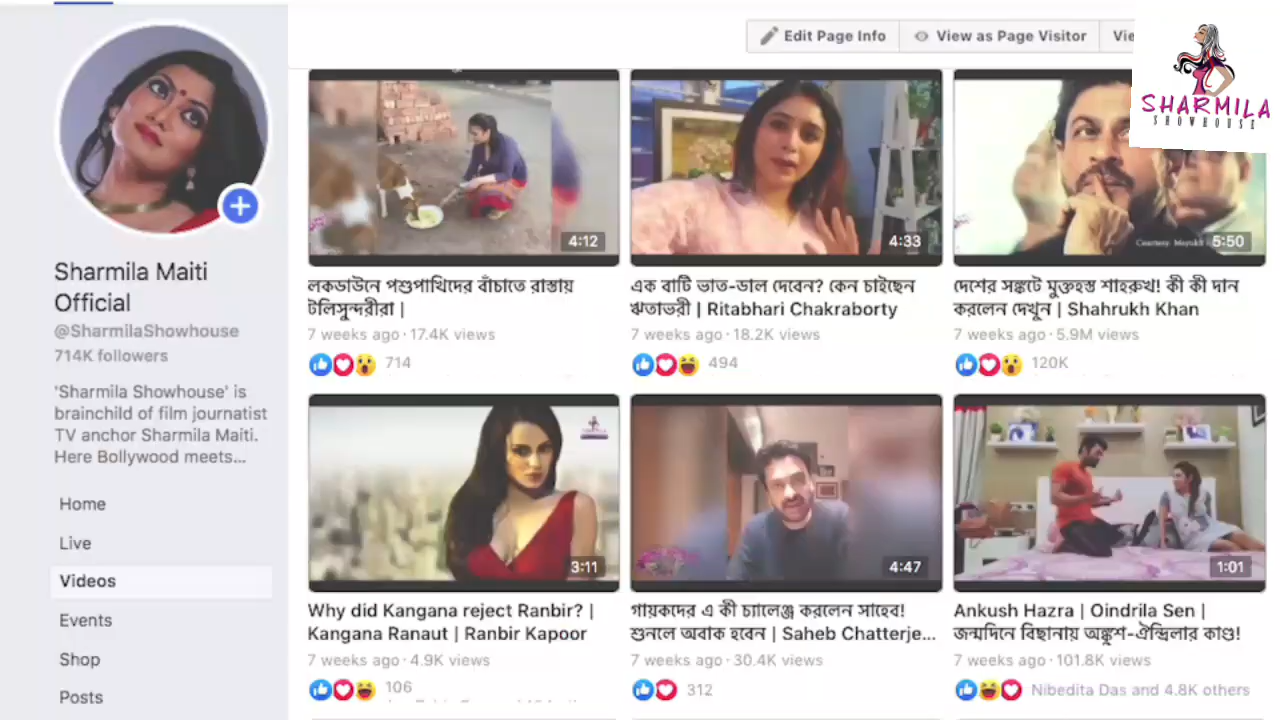 Edit Page Info
View as Page Visitor
SHARMILA
SHOWHOUSE
Sharmila Maiti
Official
@SharmilaShowhouse
714K followers
'Sharmila Showhouse' is
brainchild of film journalist
TV anchor Sharmila Maiti.
Here Bollywood meets...
Home
Live
Videos
Events
Shop
Posts
4:12
লকডাউনে পশুপাখিদের বাঁচাতে রাস্তায়
টলিসুন্দরীরা |
7 weeks ago · 17.4K views
714
4:33
এক বাটি ভাত-ডাল দেবেন? কেন চাইছেন
ঋতাভরী | Ritabhari Chakraborty
7 weeks ago · 18.2K views
494
5:50
দেশের সঙ্কটে মুক্তহস্ত শাহরুখ! কী কী দান
করলেন দেখুন | Shahrukh Khan
7 weeks ago · 5.9M views
120K
SHARMILA
3:11
Why did Kangana reject Ranbir? |
Kangana Ranaut | Ranbir Kapoor
7 weeks ago · 4.9K views
106
4:47
গায়কদের এ কী চ্যালেঞ্জ করলেন সাহেব!
শুনলে অবাক হবেন | Saheb Chatterje...
7 weeks ago · 30.4K views
312
1:01
Ankush Hazra | Oindrila Sen |
জন্মদিনে বিছানায় অঙ্কুশ-ঐন্দ্রিলার কাণ্ড!
7 weeks ago · 101.8K views
Nibedita Das and 4.8K others